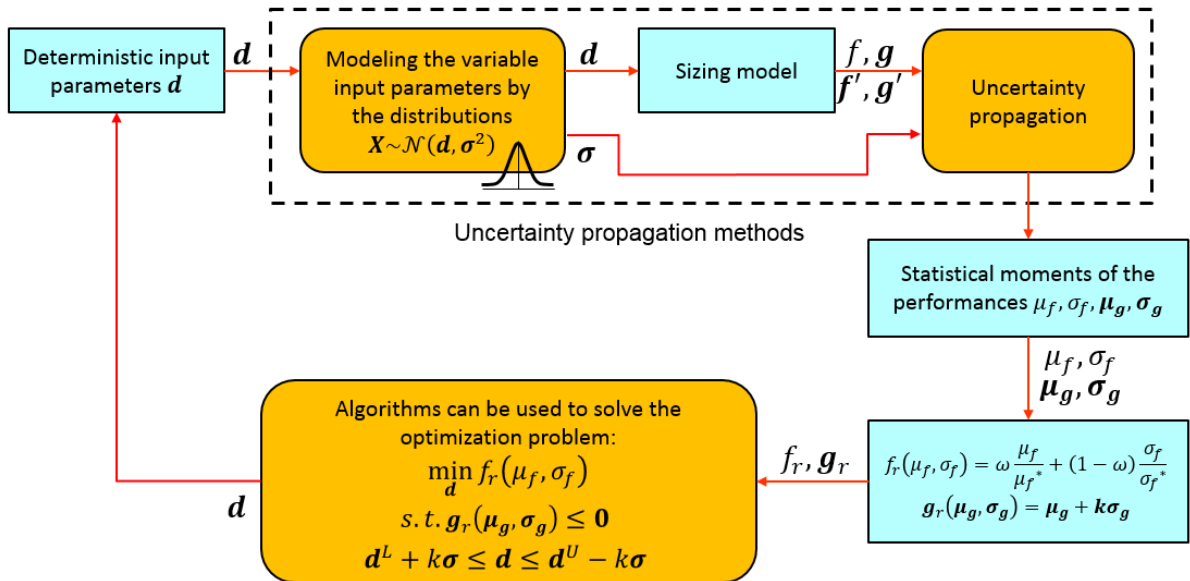 Deterministic input
parameters d
d
Modeling the variable
input parameters by
the distributions
X~𝒩(d, σ²)
d
σ
Sizing model
f, g
f′, g′
Uncertainty
propagation
Uncertainty propagation methods
Statistical moments of the
performances μ_f, σ_f, μ_g, σ_g
μ_f, σ_f
μ_g, σ_g
f_r(μ_f, σ_f) = ω μ_f/μ_f* + (1 − ω) σ_f/σ_f*
g_r(μ_g, σ_g) = μ_g + kσ_g
f_r, g_r
Algorithms can be used to solve the
optimization problem:
min f_r(μ_f, σ_f)
d
s.t. g_r(μ_g, σ_g) ≤ 0
d^L + kσ ≤ d ≤ d^U − kσ
d